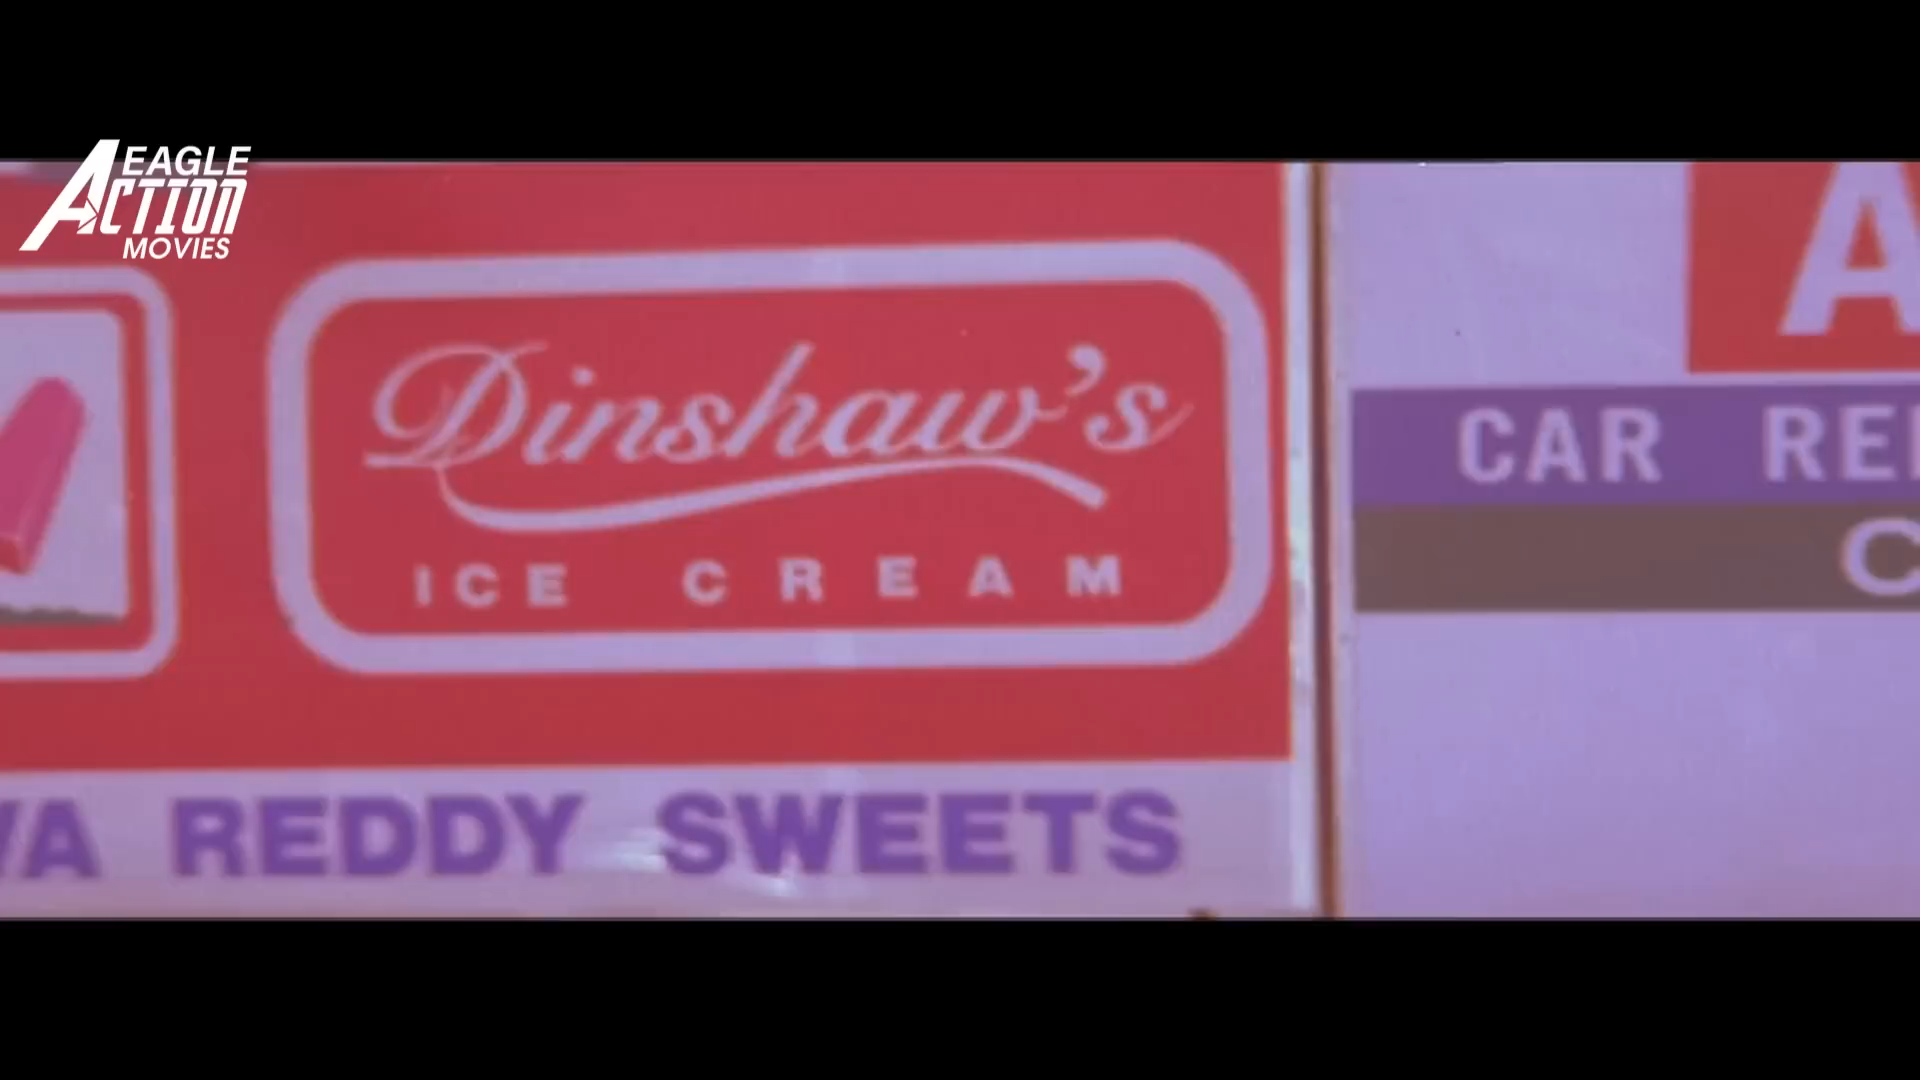 EAGLE
ACTION
MOVIES
Dinshaw's
ICE CREAM
REDDY SWEETS
CAR